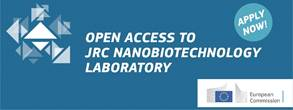 OPEN ACCESS TO
JRC NANOBIOTECHNOLOGY
LABORATORY
APPLY
NOW!
European
Commission